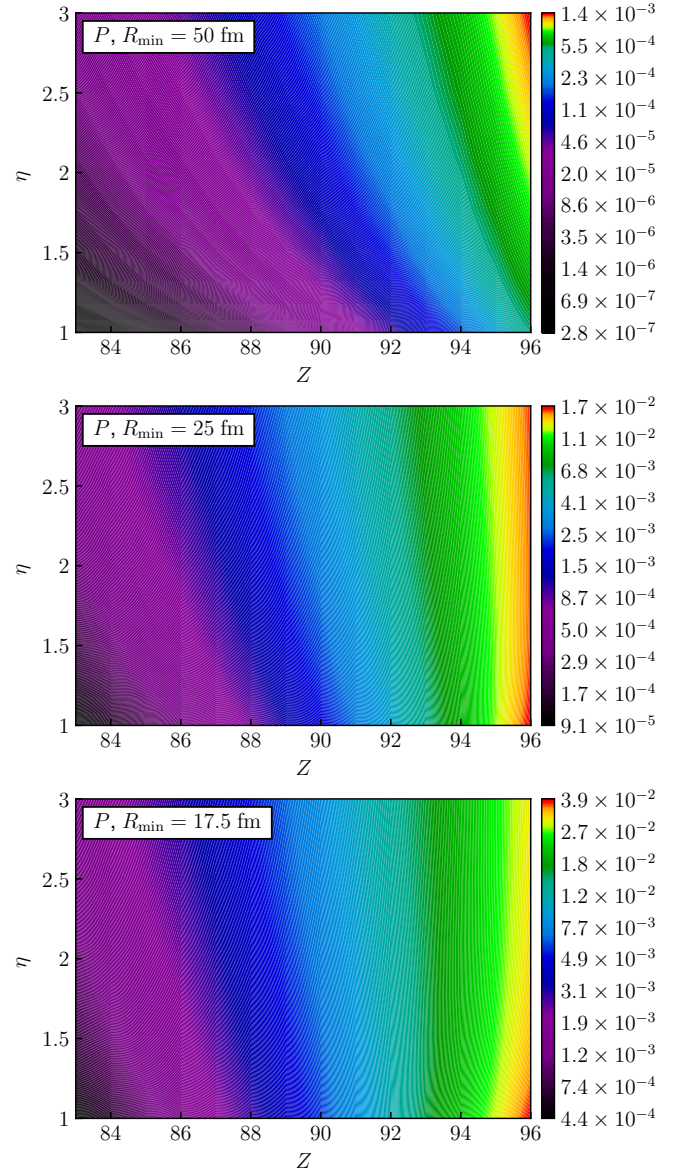 P, R_min = 50 fm
3
2.5
2
1.5
1
η
84 86 88 90 92 94 96
Z
1.4 × 10⁻³
5.5 × 10⁻⁴
2.3 × 10⁻⁴
1.1 × 10⁻⁴
4.6 × 10⁻⁵
2.0 × 10⁻⁵
8.6 × 10⁻⁶
3.5 × 10⁻⁶
1.4 × 10⁻⁶
6.9 × 10⁻⁷
2.8 × 10⁻⁷
P, R_min = 25 fm
3
2.5
2
1.5
1
η
84 86 88 90 92 94 96
Z
1.7 × 10⁻²
1.1 × 10⁻²
6.8 × 10⁻³
4.1 × 10⁻³
2.5 × 10⁻³
1.5 × 10⁻³
8.7 × 10⁻⁴
5.0 × 10⁻⁴
2.9 × 10⁻⁴
1.7 × 10⁻⁴
9.1 × 10⁻⁵
P, R_min = 17.5 fm
3
2.5
2
1.5
1
η
84 86 88 90 92 94 96
Z
3.9 × 10⁻²
2.7 × 10⁻²
1.8 × 10⁻²
1.2 × 10⁻²
7.7 × 10⁻³
4.9 × 10⁻³
3.1 × 10⁻³
1.9 × 10⁻³
1.2 × 10⁻³
7.4 × 10⁻⁴
4.4 × 10⁻⁴